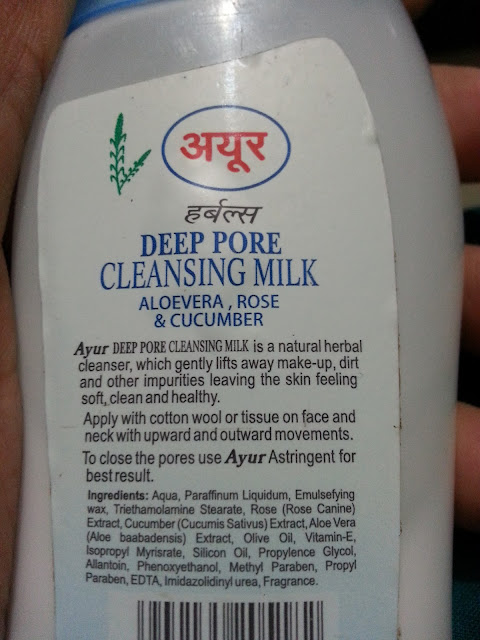 अयूर
हर्बल्स
DEEP PORE
CLEANSING MILK
ALOEVERA , ROSE
& CUCUMBER
Ayur DEEP PORE CLEANSING MILK is a natural herbal
cleanser, which gently lifts away make-up, dirt
and other impurities leaving the skin feeling
soft, clean and healthy.
Apply with cotton wool or tissue on face and
neck with upward and outward movements.
To close the pores use Ayur Astringent for
best result.
Ingredients: Aqua, Paraffinum Liquidum, Emulsefying
wax, Triethamolamine Stearate, Rose (Rose Canine)
Extract, Cucumber (Cucumis Sativus) Extract, Aloe Vera
(Aloe baabadensis) Extract, Olive Oil, Vitamin-E,
Isopropyl Myrisrate, Silicon Oil, Propylence Glycol,
Allantoin, Phenoxyethanol, Methyl Paraben, Propyl
Paraben, EDTA, Imidazolidinyl urea, Fragrance.